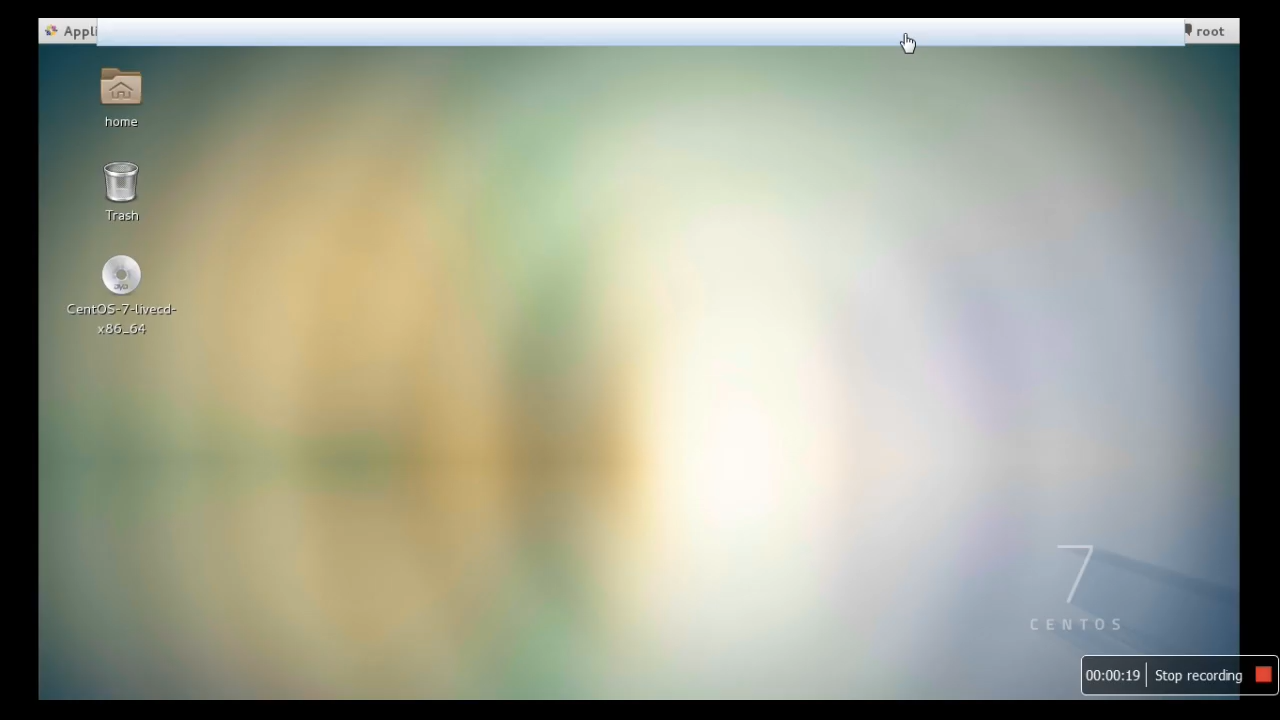 Appli
root
home
Trash
CentOS-7-livecd-
x86_64
7
CENTOS
00:00:19 Stop recording